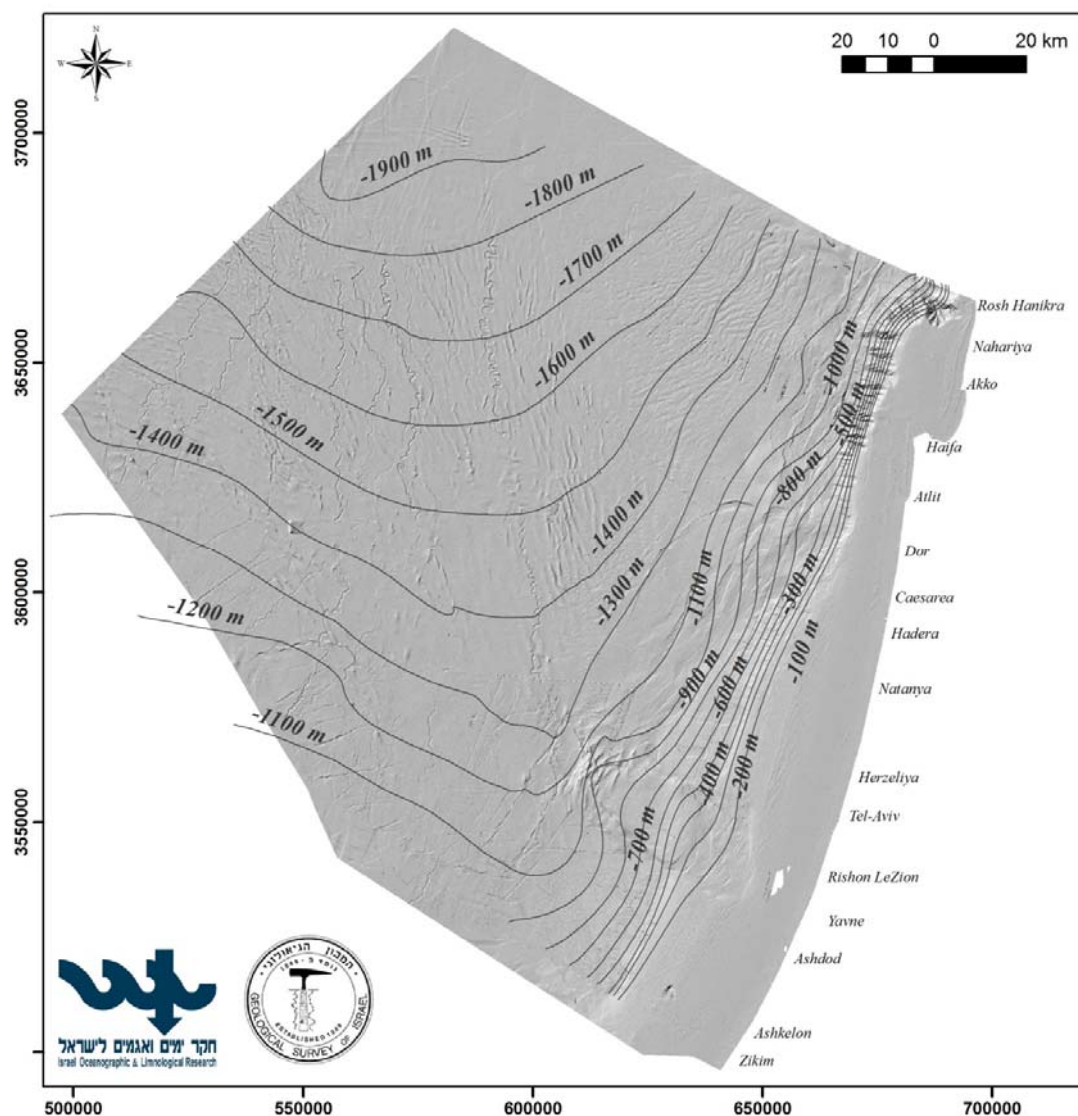 N
W E
S
20 10 0 20 km
3700000
3650000
3600000
3550000
-1900 m
-1800 m
-1700 m
-1600 m
-1500 m
-1400 m
-1000 m
-500 m
-800 m
-1400 m
-1300 m
-1100 m
-300 m
-100 m
-1200 m
-1100 m
-900 m
-600 m
-400 m
-200 m
-700 m
Rosh Hanikra
Nahariya
Akko
Haifa
Atlit
Dor
Caesarea
Hadera
Natanya
Herzeliya
Tel-Aviv
Rishon LeZion
Yavne
Ashdod
Ashkelon
Zikim
חקר ימים ואגמים לישראל
Israel Oceanographic & Limnological Research
המכון הגיאולוגי
GEOLOGICAL SURVEY OF ISRAEL
ESTABLISHED 1949
500000 550000 600000 650000 700000